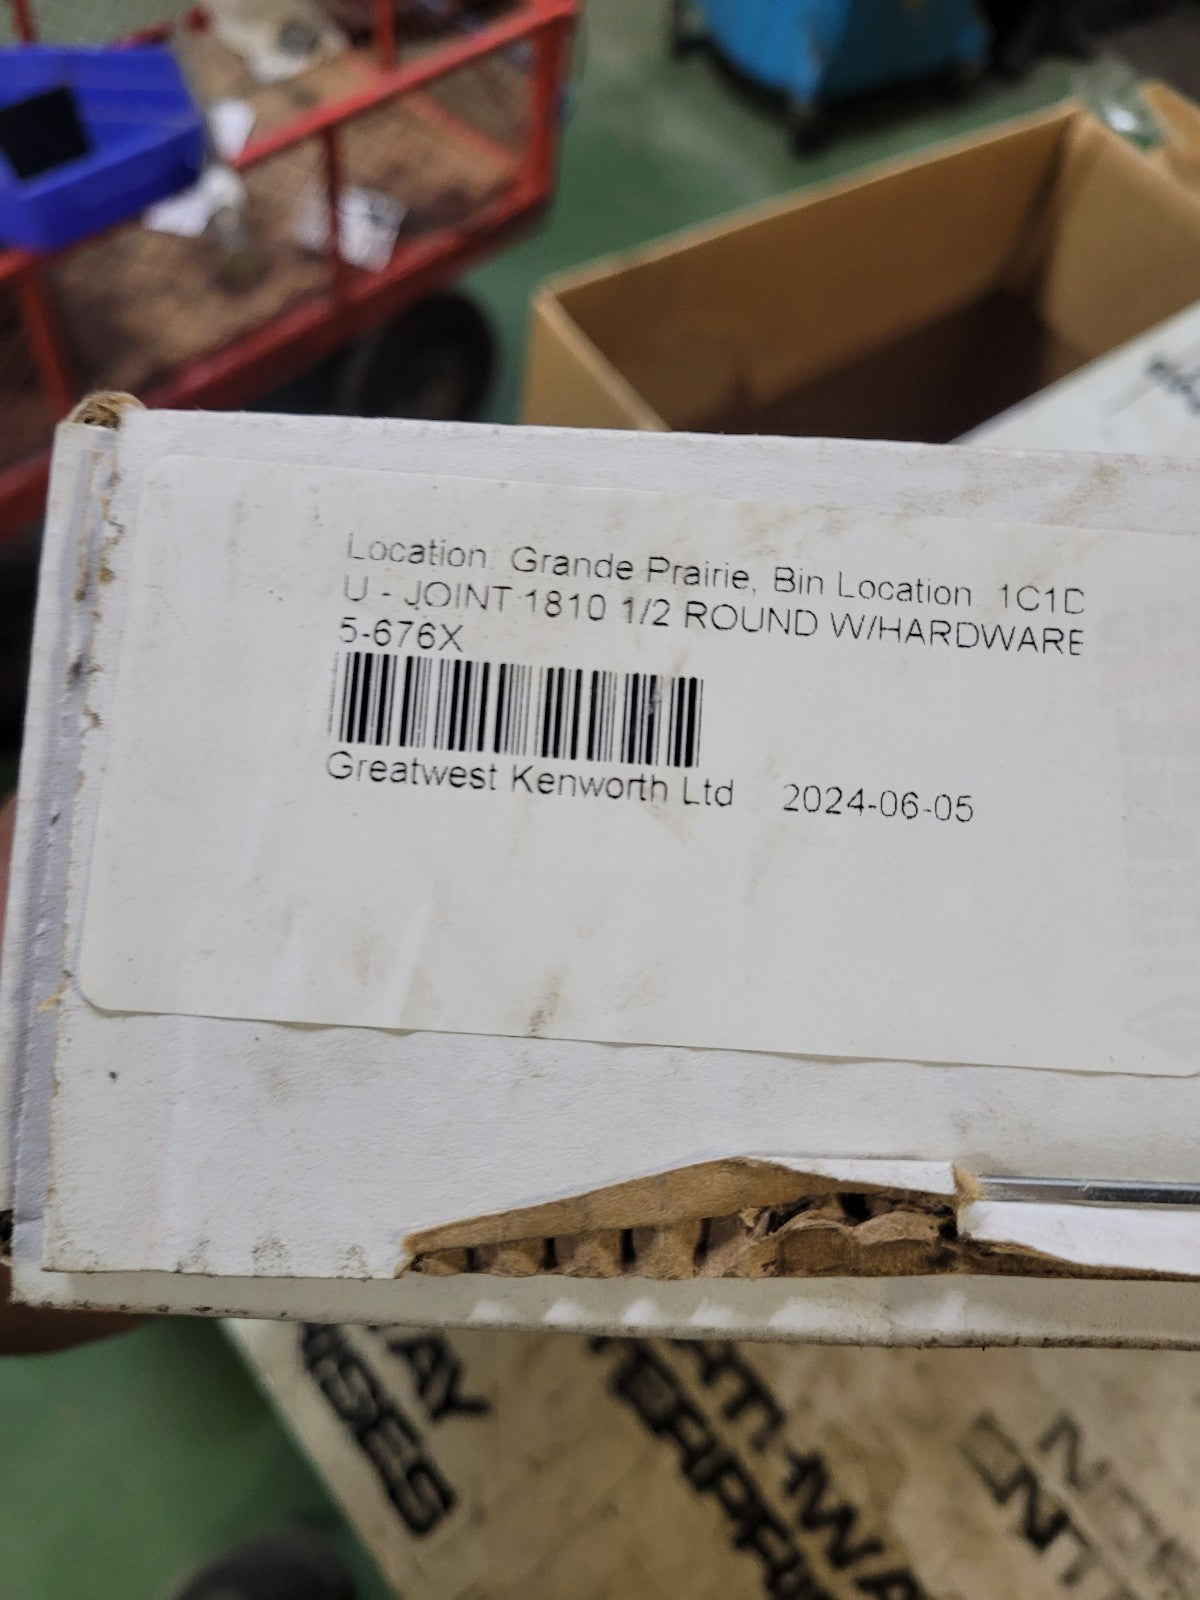 Location: Grande Prairie, Bin Location: 1C1D
U - JOINT 1810 1/2 ROUND W/HARDWARE
5-676X
Greatwest Kenworth Ltd 2024-06-05